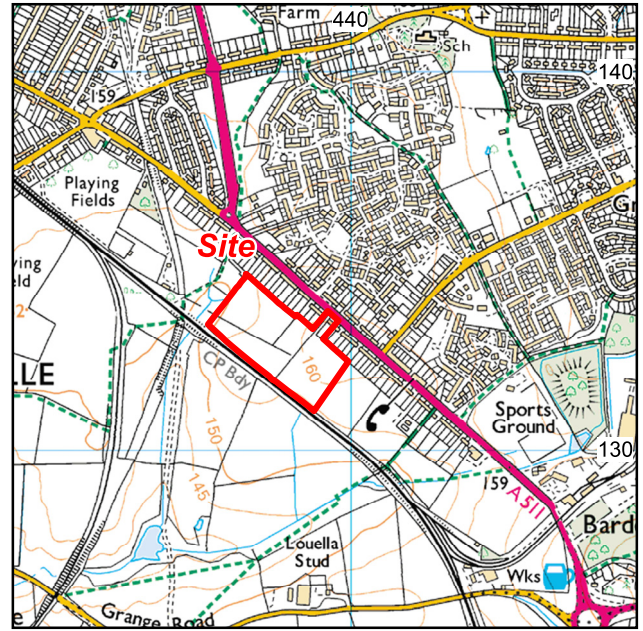 Farm
440
Sch
140
159
Playing
Fields
Gr
Site
ying
eld
2
LLE
CP Bdy
160
150
145
Sports
Ground
130
159
A511
Bard
Louella
Stud
Wks
Grange Road
e